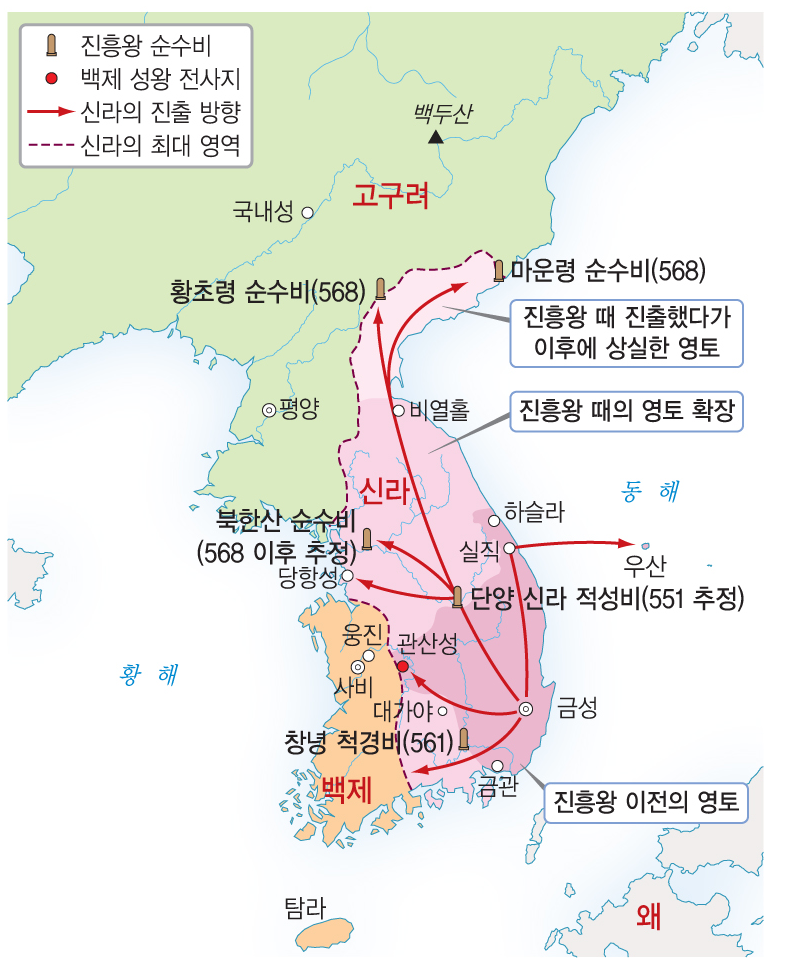 진흥왕 순수비
백제 성왕 전사지
신라의 진출 방향
신라의 최대 영역
백두산
고구려
국내성
황초령 순수비(568)
마운령 순수비(568)
진흥왕 때 진출했다가
이후에 상실한 영토
평양
비열홀
진흥왕 때의 영토 확장
신라
동 해
하슬라
북한산 순수비
(568 이후 추정)
실직
우산
당항성
단양 신라 적성비(551 추정)
웅진
관산성
황 해
사비
대가야
금성
창녕 척경비(561)
금관
백제
진흥왕 이전의 영토
탐라
왜